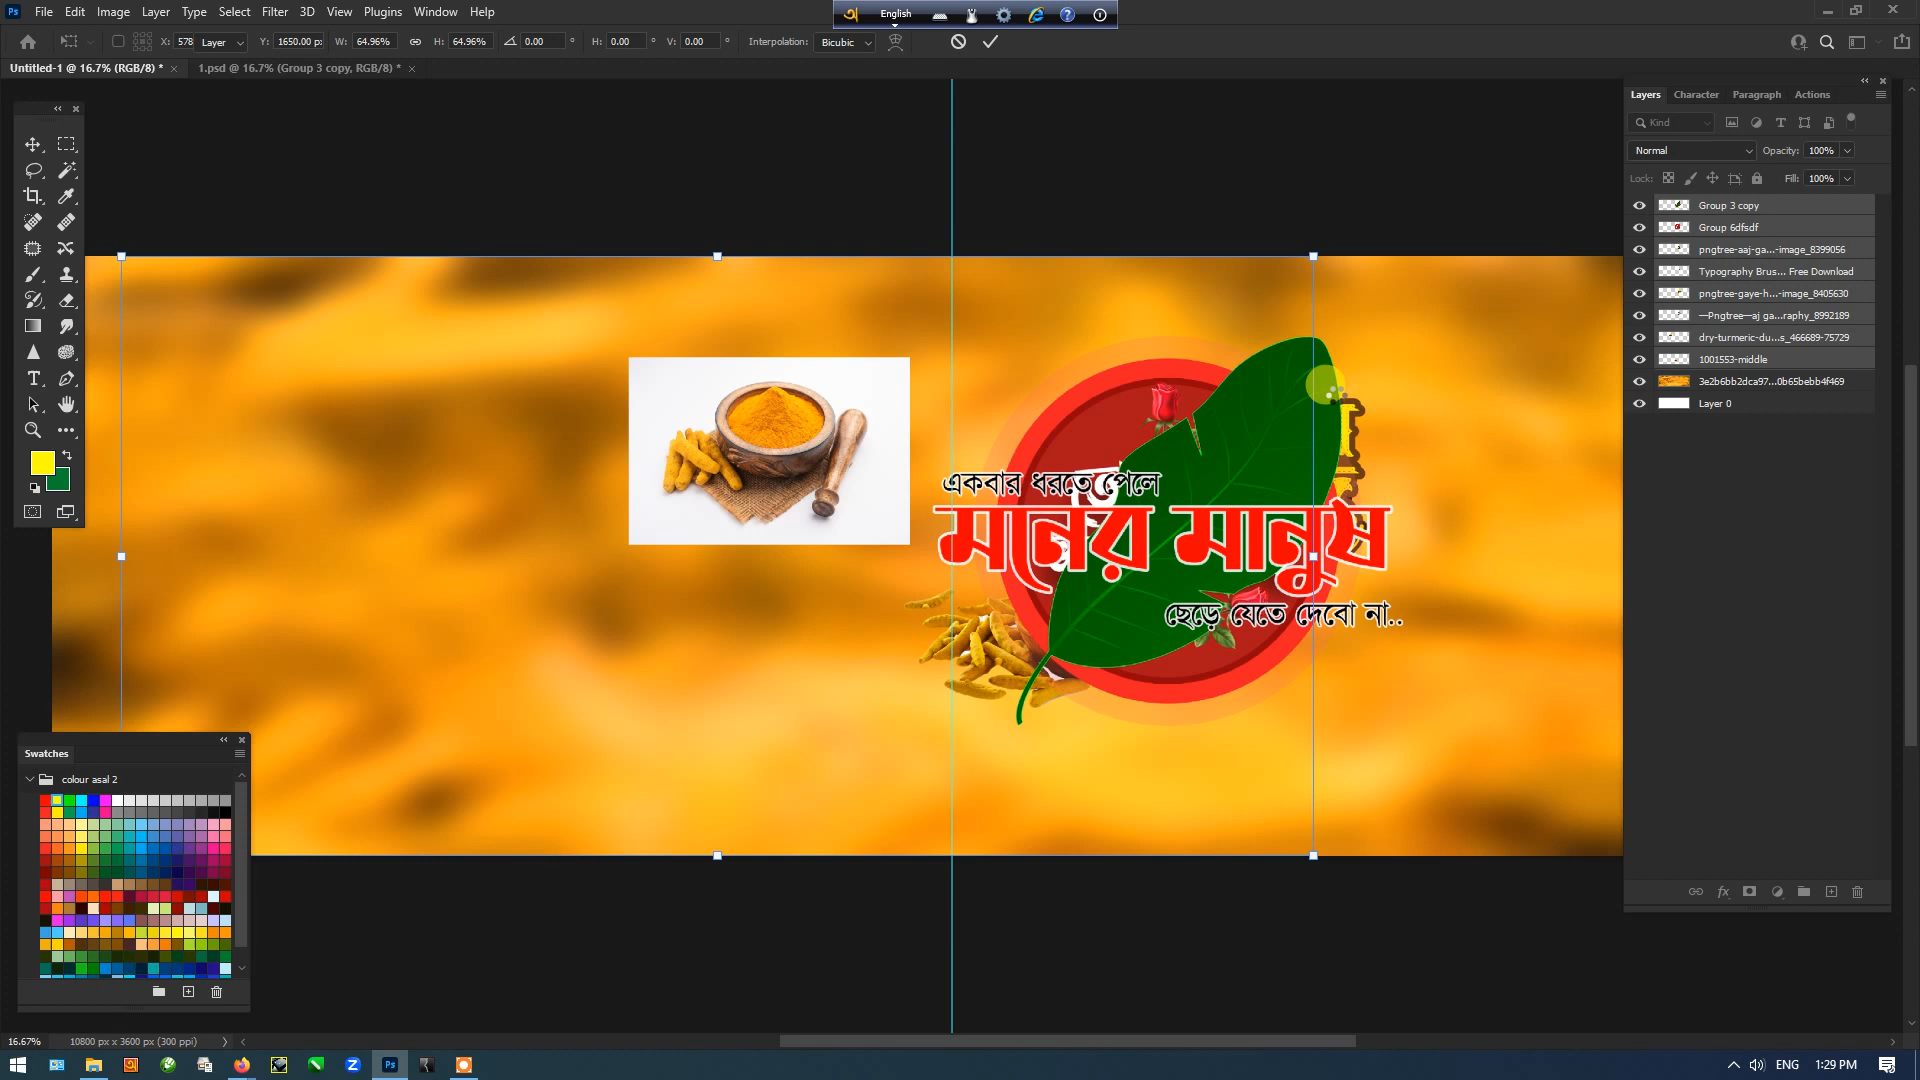 File Edit Image Layer Type Select Filter 3D View Plugins Window Help
English
X: 578 Layer Y: 1650.00 px W: 64.96% H: 64.96% 0.00 ° H: 0.00 ° V: 0.00 ° Interpolation: Bicubic
Untitled-1 @ 16.7% (RGB/8) * × 1.psd @ 16.7% (Group 3 copy, RGB/8) * ×
Layers Character Paragraph Actions
Kind
Normal Opacity: 100%
Lock: Fill: 100%
Group 3 copy
Group 6dfsdf
pngtree-aaj-ga...-image_8399056
Typography Brus... Free Download
pngtree-gaye-h...-image_8405630
—Pngtree—aj ga...raphy_8992189
dry-turmeric-du...s_466689-75729
1001553-middle
3e2b6bb2dca97...0b65bebb4f469
Layer 0
একবার ধরতে পেলে
মনের মানুষ
ছেড়ে যেতে দেবো না..
Swatches
colour asal 2
16.67% 10800 px x 3600 px (300 ppi)
ENG 1:29 PM